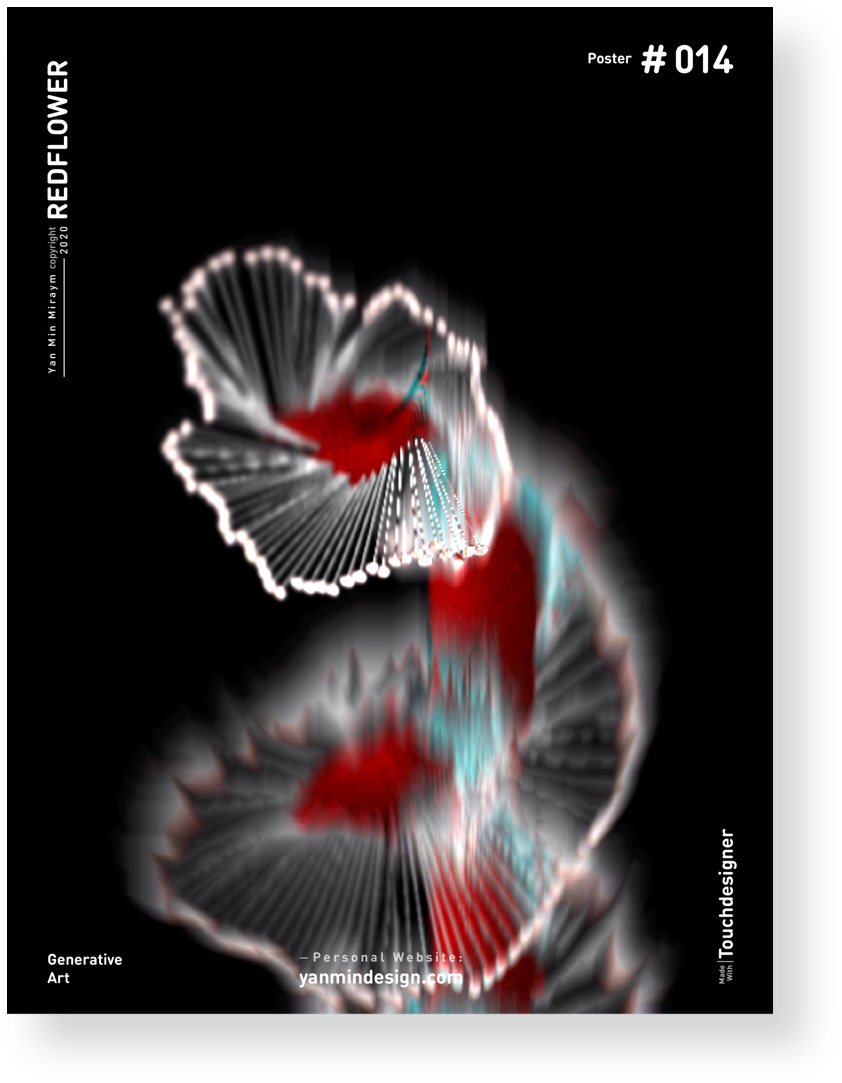 Poster # 014
REDFLOWER
Yan Min Miraym copyright
2020
Generative
Art
– Personal Website:
yanmindesign.com
Made
With
Touchdesigner